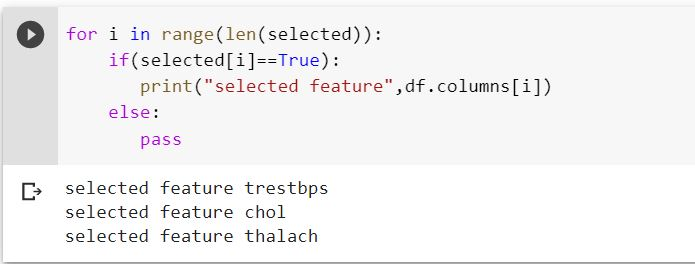 for i in range(len(selected)):
    if(selected[i]==True):
       print("selected feature",df.columns[i])
    else:
       pass
selected feature trestbps
selected feature chol
selected feature thalach